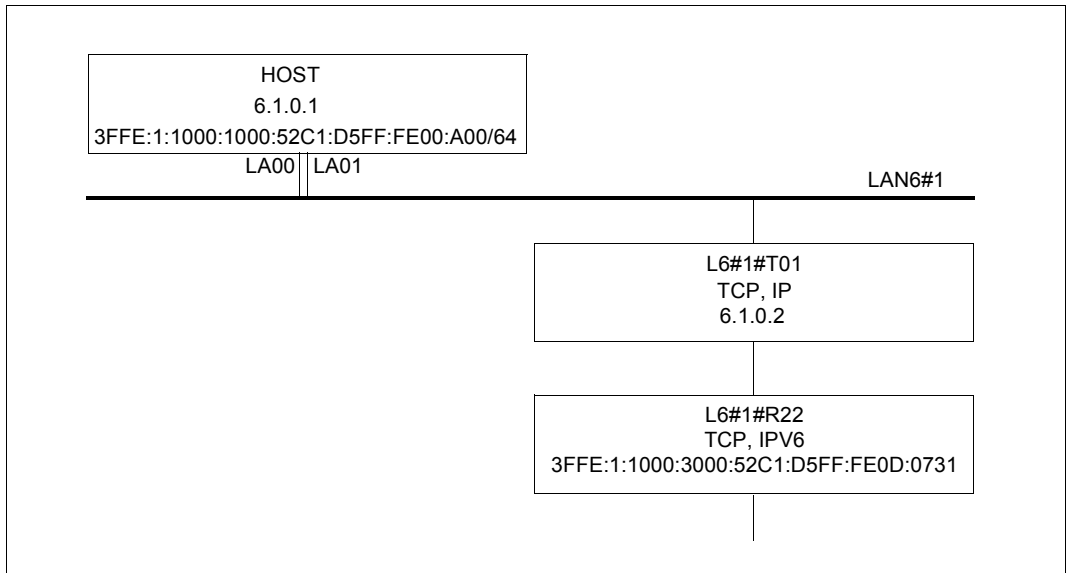 HOST
6.1.0.1
3FFE:1:1000:1000:52C1:D5FF:FE00:A00/64
LA00 LA01
LAN6#1
L6#1#T01
TCP, IP
6.1.0.2
L6#1#R22
TCP, IPV6
3FFE:1:1000:3000:52C1:D5FF:FE0D:0731